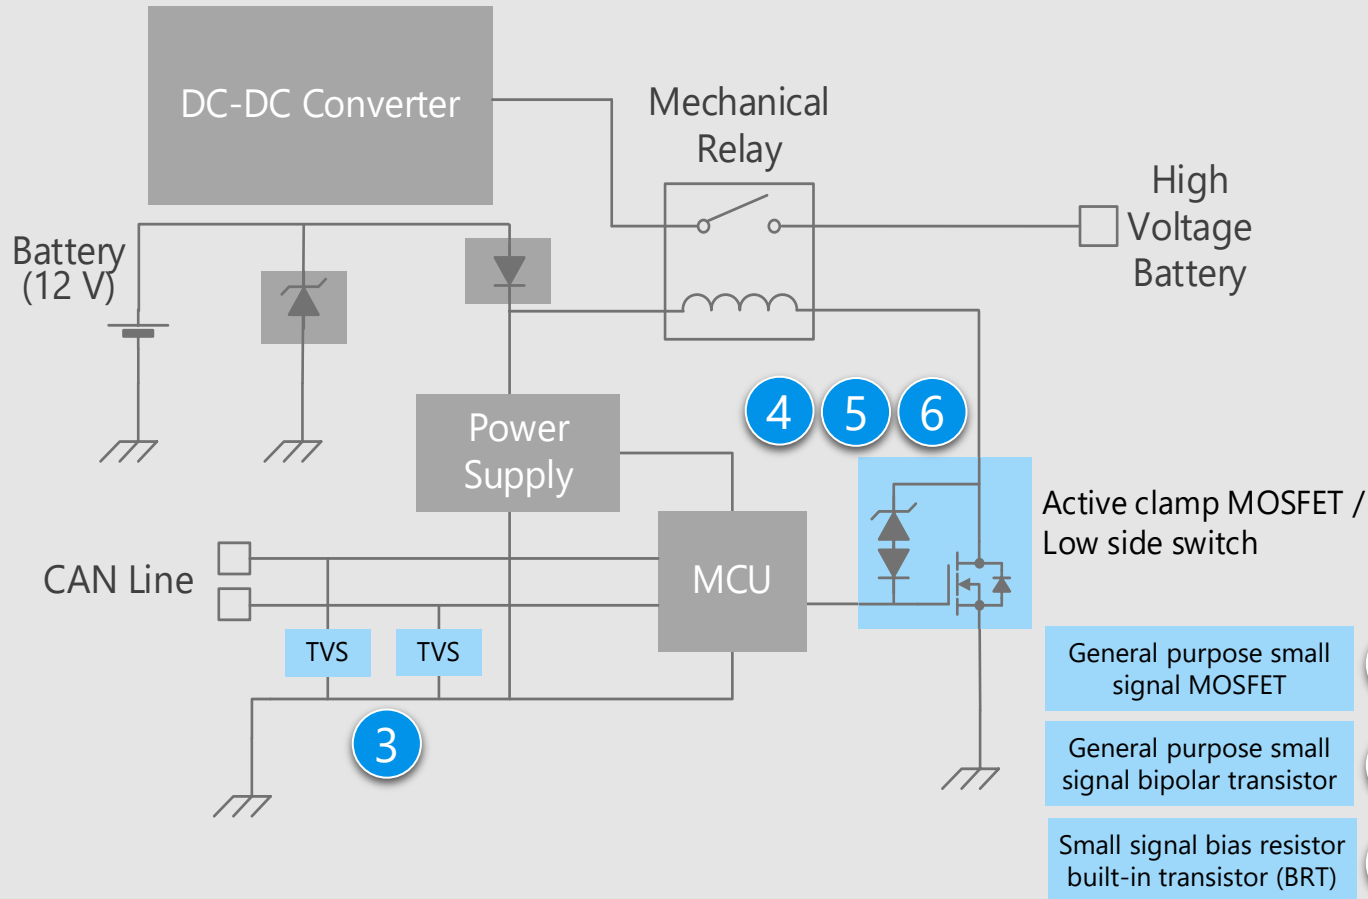 DC-DC Converter
Mechanical
Relay
High
Voltage
Battery
Battery
(12 V)
4
5
6
Power
Supply
Active clamp MOSFET /
Low side switch
CAN Line
MCU
TVS
TVS
3
General purpose small
signal MOSFET
General purpose small
signal bipolar transistor
Small signal bias resistor
built-in transistor (BRT)